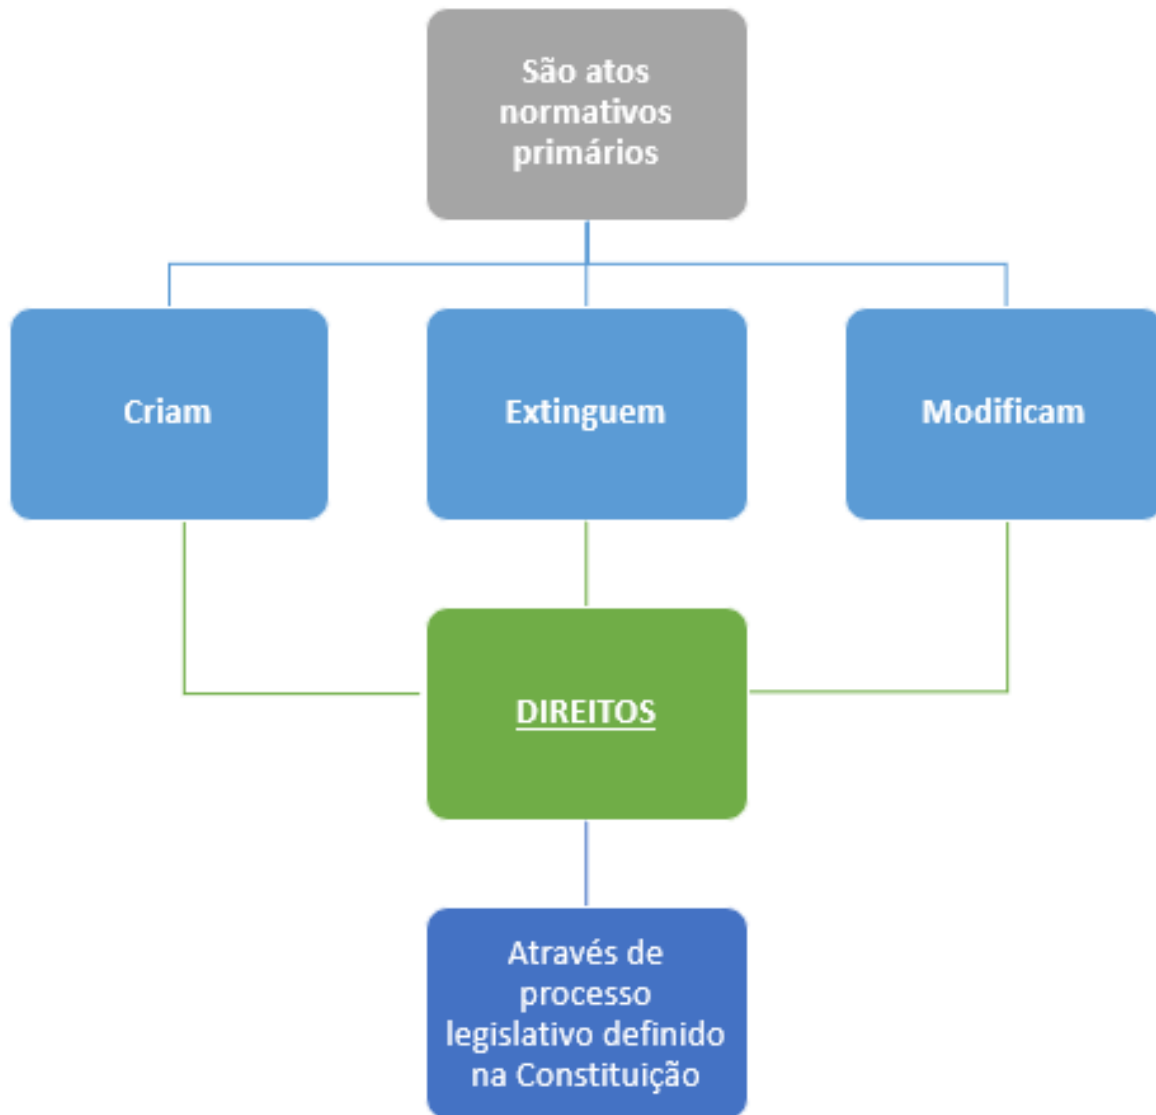 São atos
normativos
primários
Criam
Extinguem
Modificam
DIREITOS
Através de
processo
legislativo definido
na Constituição